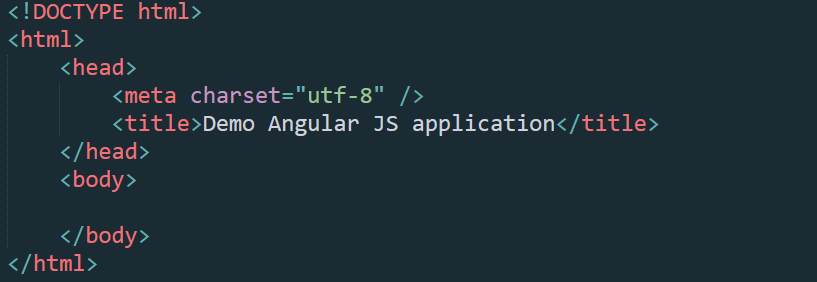 <!DOCTYPE html>
<html>
    <head>
        <meta charset="utf-8" />
        <title>Demo Angular JS application</title>
    </head>
    <body>

    </body>
</html>